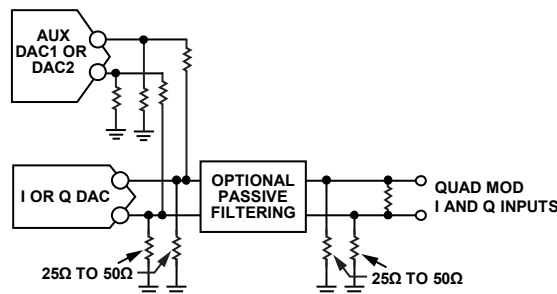 AUX
DAC1 OR
DAC2
I OR Q DAC
OPTIONAL
PASSIVE
FILTERING
QUAD MOD
I AND Q INPUTS
25Ω TO 50Ω
25Ω TO 50Ω